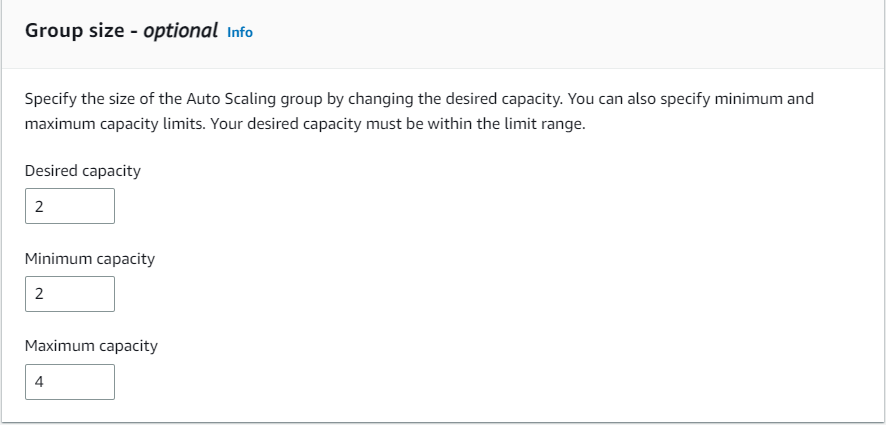 Group size - optional Info
Specify the size of the Auto Scaling group by changing the desired capacity. You can also specify minimum and
maximum capacity limits. Your desired capacity must be within the limit range.
Desired capacity
2
Minimum capacity
2
Maximum capacity
4